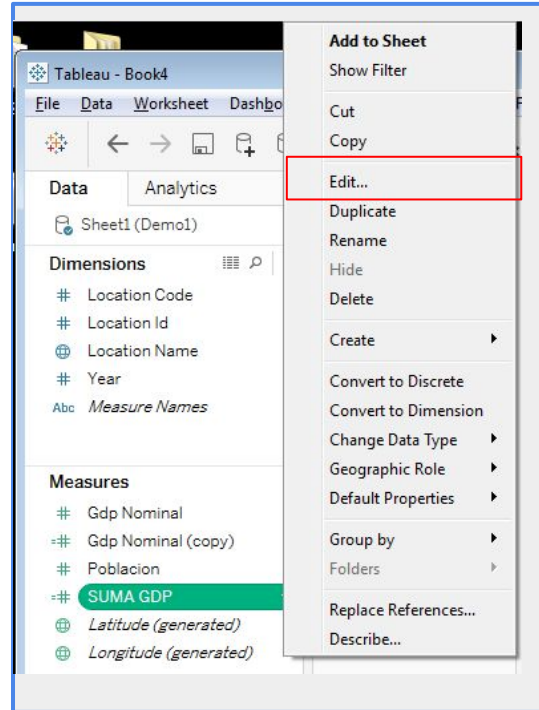 Tableau - Book4
File Data Worksheet Dashbo
Data Analytics
Sheet1 (Demo1)
Dimensions
# Location Code
# Location Id
Location Name
# Year
Abc Measure Names
Measures
# Gdp Nominal
=# Gdp Nominal (copy)
# Poblacion
=# SUMA GDP
Latitude (generated)
Longitude (generated)
Add to Sheet
Show Filter
Cut
Copy
Edit...
Duplicate
Rename
Hide
Delete
Create
Convert to Discrete
Convert to Dimension
Change Data Type
Geographic Role
Default Properties
Group by
Folders
Replace References...
Describe...